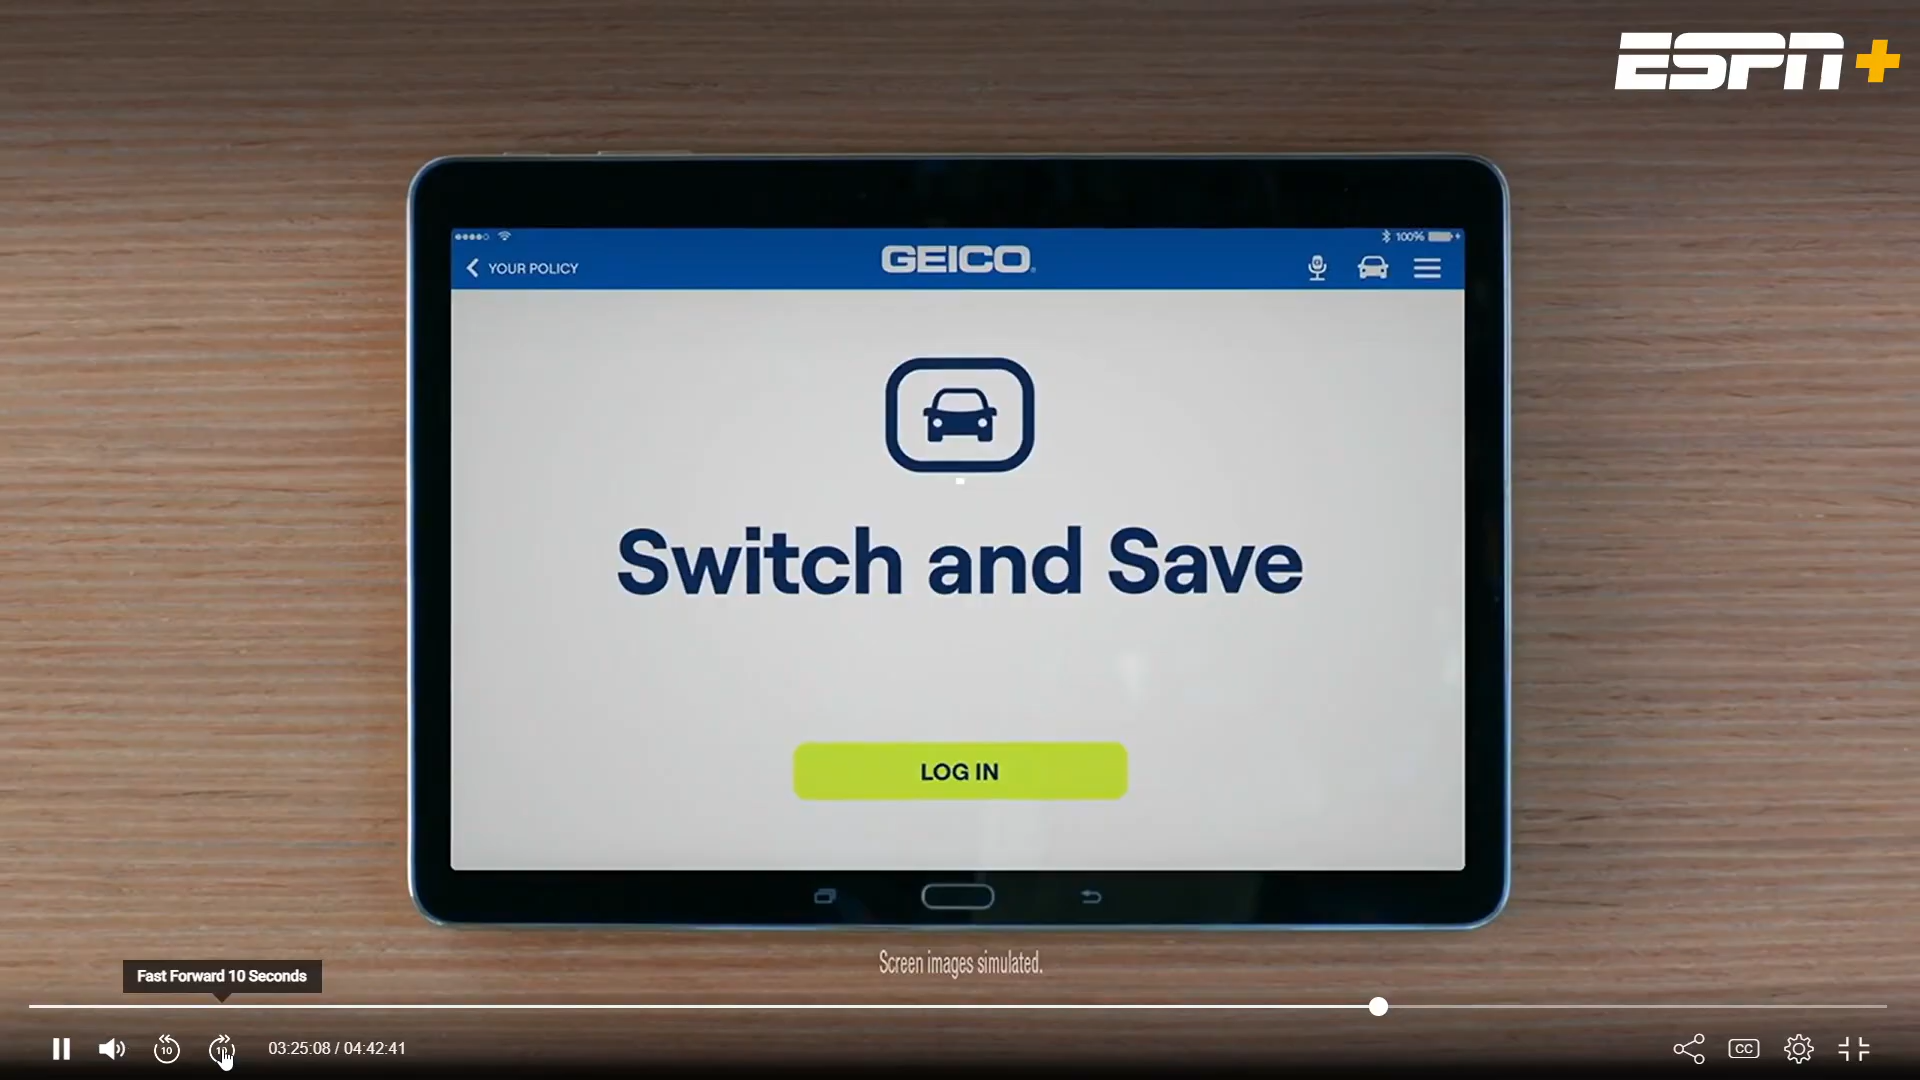 ESPN+
100%
YOUR POLICY
GEICO
Switch and Save
LOG IN
Screen images simulated.
Fast Forward 10 Seconds
10
10
03:25:08 / 04:42:41
CC